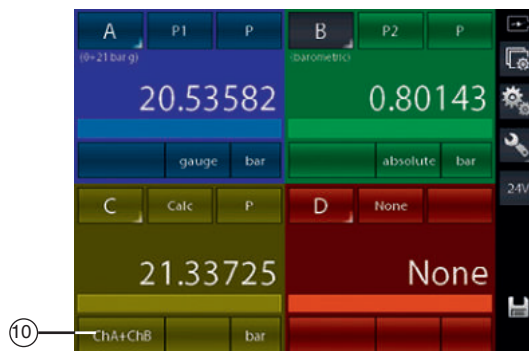 A P1 P B P2 P
(0÷21 bar g) (barometric)
20.53582 0.80143
gauge bar absolute bar
24V
C Calc P D None
21.33725 None
10 ChA+ChB bar